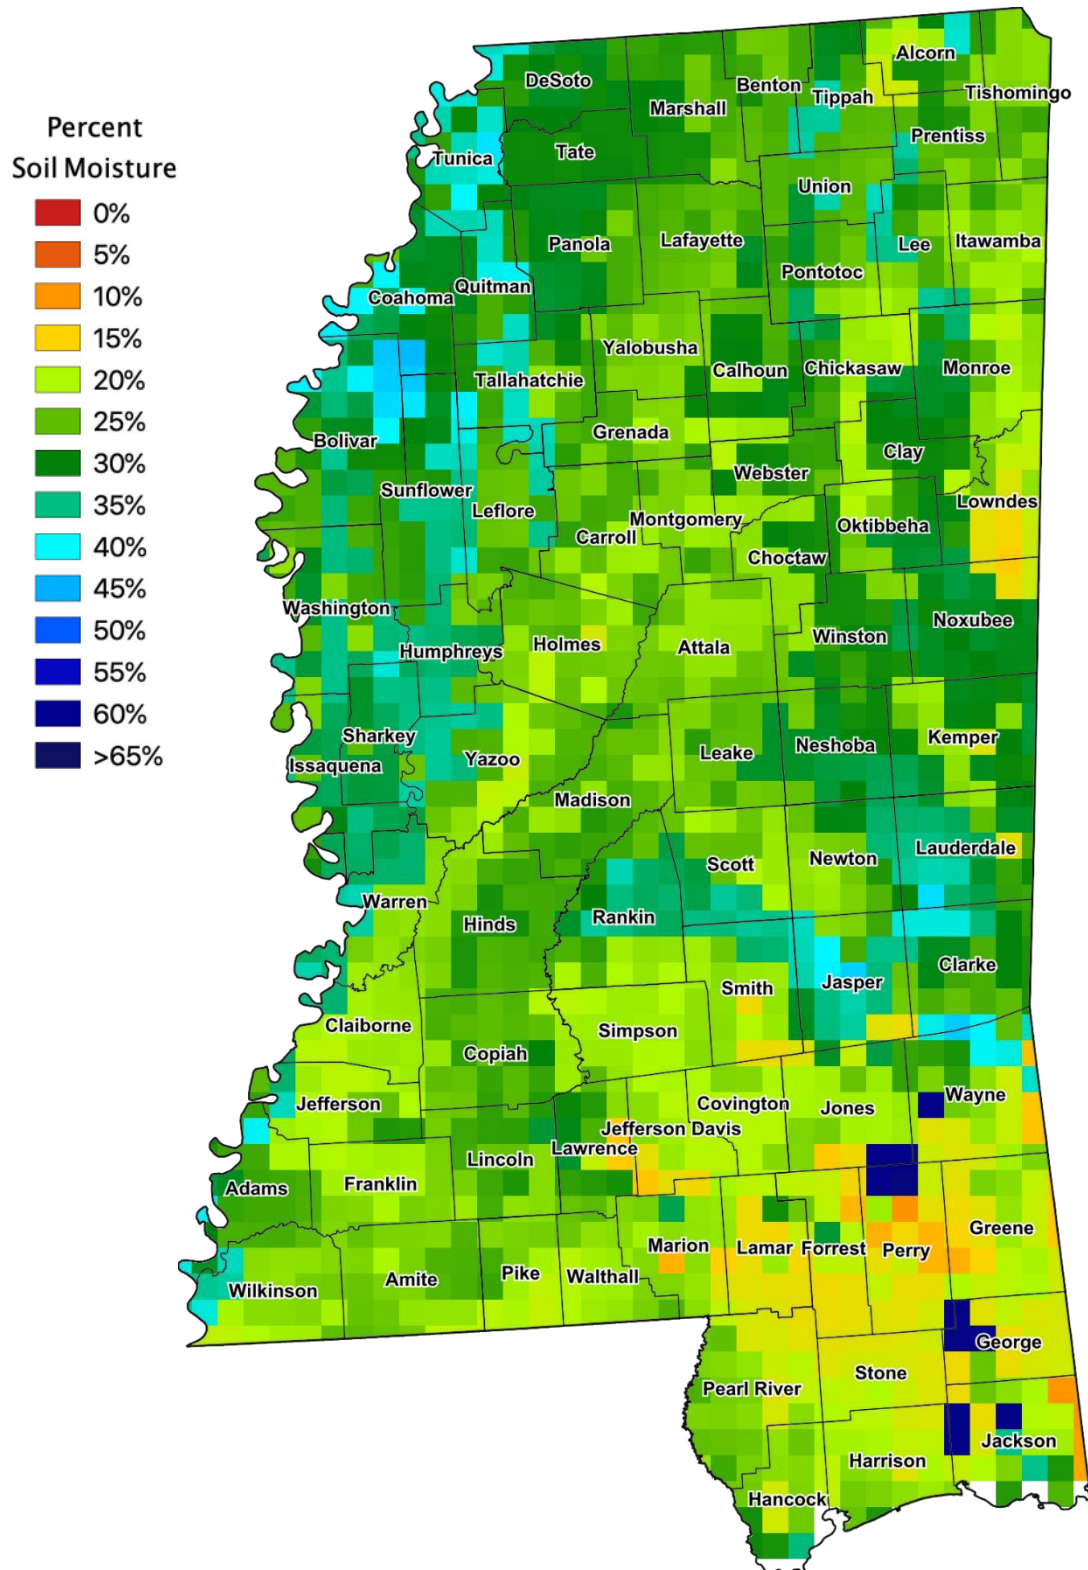 Percent
Soil Moisture
0%
5%
10%
15%
20%
25%
30%
35%
40%
45%
50%
55%
60%
>65%
Alcorn
DeSoto
Benton
Tippah
Tishomingo
Marshall
Prentiss
Tunica
Tate
Union
Panola
Lafayette
Lee
Itawamba
Pontotoc
Quitman
Coahoma
Yalobusha
Calhoun
Chickasaw
Monroe
Tallahatchie
Grenada
Bolivar
Clay
Webster
Sunflower
Lowndes
Leflore
Montgomery
Oktibbeha
Carroll
Choctaw
Washington
Noxubee
Winston
Holmes
Attala
Humphreys
Sharkey
Kemper
Neshoba
Leake
Issaquena
Yazoo
Madison
Lauderdale
Newton
Scott
Warren
Rankin
Hinds
Clarke
Jasper
Smith
Claiborne
Simpson
Copiah
Wayne
Jefferson
Covington
Jones
Jefferson Davis
Lawrence
Lincoln
Franklin
Adams
Greene
Marion
Lamar
Forrest
Perry
Pike
Walthall
Amite
Wilkinson
George
Stone
Pearl River
Jackson
Harrison
Hancock